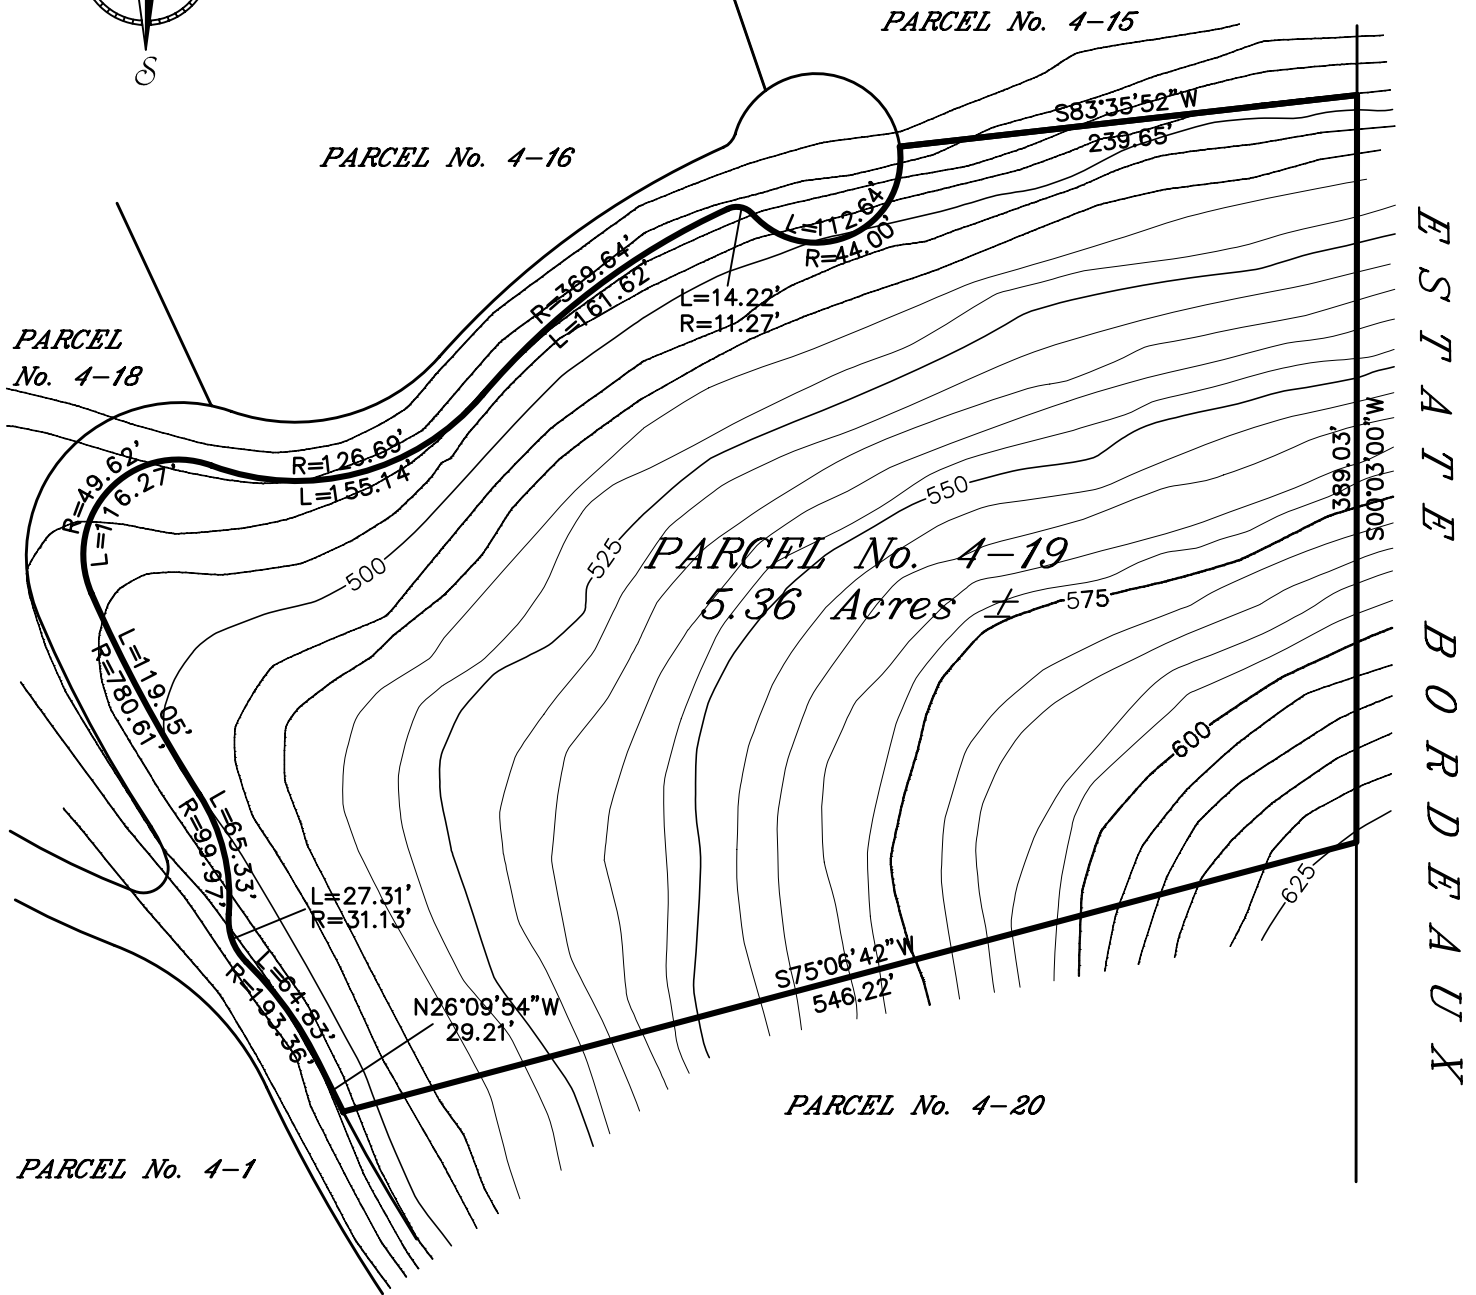 S
PARCEL No. 4-15
S83°35'52"W
239.65'
PARCEL No. 4-16
L=112.64'
R=44.00'
R=369.64'
L=161.62'
L=14.22'
R=11.27'
PARCEL
No. 4-18
R=126.69'
L=155.14'
R=49.62'
L=116.27'
389.03'
S00°03'00"W
ESTATE BORDEAUX
500
525
550
PARCEL No. 4-19
5.36 Acres ±
575
600
625
L=119.05'
R=780.61'
L=65.33'
R=99.97'
L=27.31'
R=31.13'
L=64.83'
R=193.36'
N26°09'54"W
29.21'
S75°06'42"W
546.22'
PARCEL No. 4-20
PARCEL No. 4-1